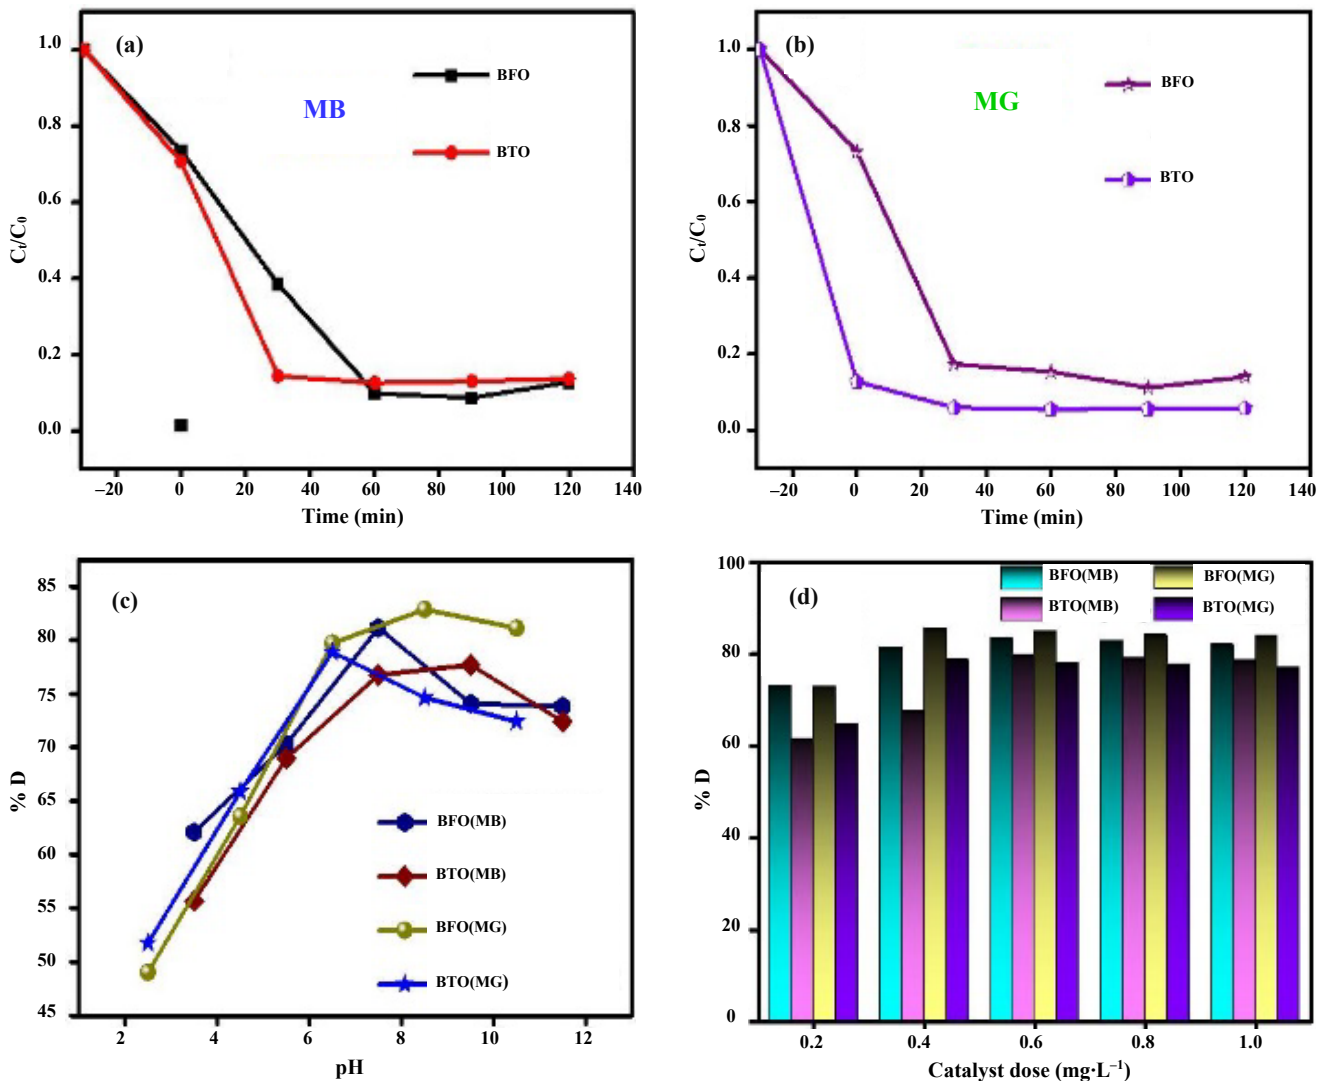 (a)
MB
BFO
BTO
1.0
0.8
0.6
0.4
0.2
0.0
Cₜ/C₀
–20 0 20 40 60 80 100 120 140
Time (min)
(b)
MG
BFO
BTO
1.0
0.8
0.6
0.4
0.2
0.0
Cₜ/C₀
–20 0 20 40 60 80 100 120 140
Time (min)
(c)
85
80
75
70
65
60
55
50
45
% D
BFO(MB)
BTO(MB)
BFO(MG)
BTO(MG)
2 4 6 8 10 12
pH
(d)
BFO(MB) BFO(MG)
BTO(MB) BTO(MG)
100
80
60
40
20
0
% D
0.2 0.4 0.6 0.8 1.0
Catalyst dose (mg·L⁻¹)